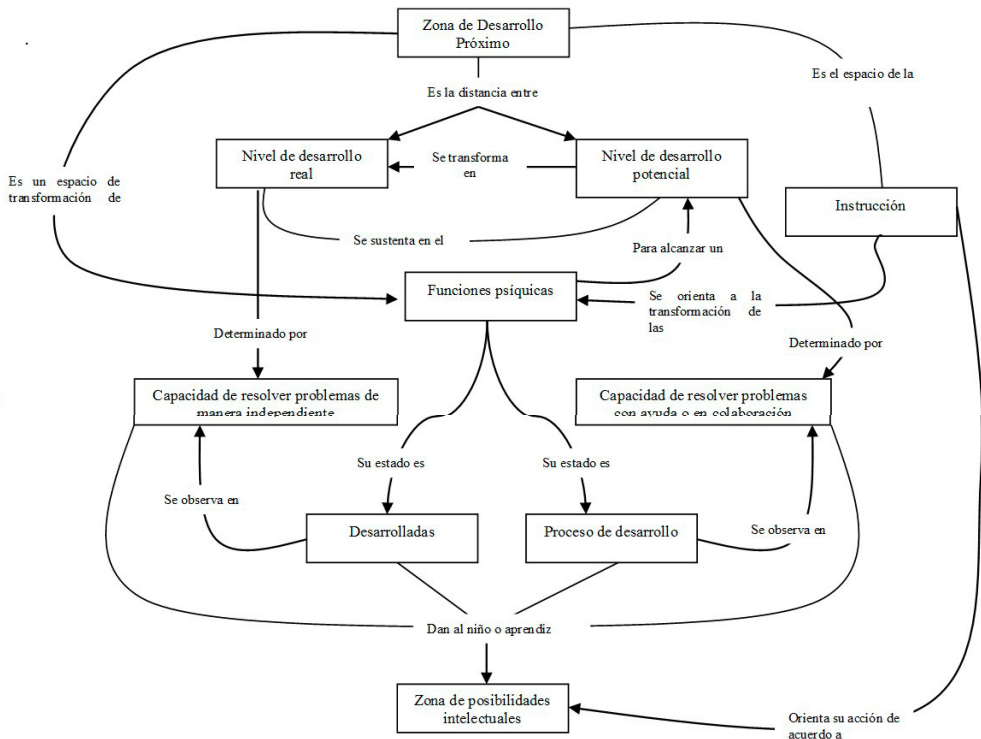 Zona de Desarrollo
Próximo
Es el espacio de la
Es la distancia entre
Nivel de desarrollo
real
Se transforma
en
Nivel de desarrollo
potencial
Es un espacio de
transformación de
Instrucción
Se sustenta en el
Para alcanzar un
Funciones psíquicas
Se orienta a la
transformación de
las
Determinado por
Determinado por
Capacidad de resolver problemas de
manera independiente
Capacidad de resolver problemas
con ayuda o en colaboración
Su estado es
Su estado es
Se observa en
Desarrolladas
Proceso de desarrollo
Se observa en
Dan al niño o aprendiz
Zona de posibilidades
intelectuales
Orienta su acción de
acuerdo a